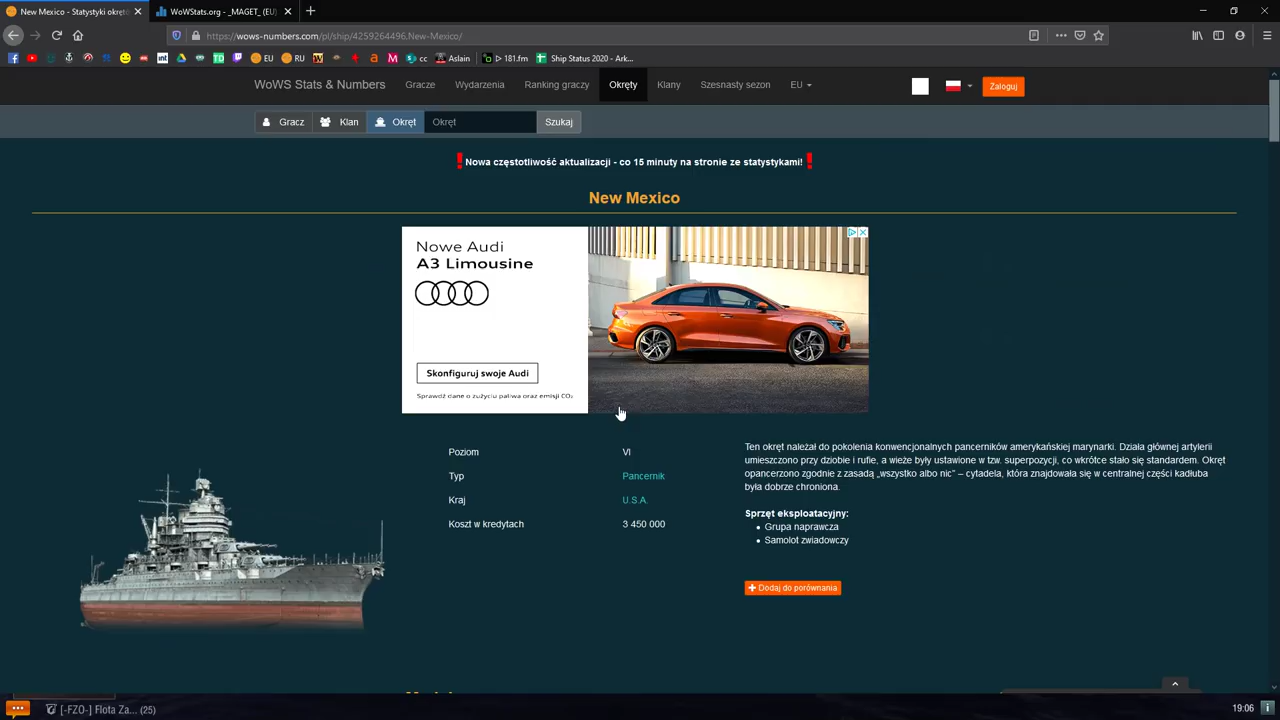 New Mexico - Statystyki okręto
WoWStats.org - _MAGET_ (EU)
https://wows-numbers.com/pl/ship/4259264496,New-Mexico/
EU
RU
cc
Aslain
▷ 181.fm
Ship Status 2020 - Ark...
WoWS Stats & Numbers
Gracze
Wydarzenia
Ranking graczy
Okręty
Klany
Szesnasty sezon
EU
Zaloguj
Gracz
Klan
Okręt
Okręt
Szukaj
Nowa częstotliwość aktualizacji - co 15 minuty na stronie ze statystykami!
New Mexico
Nowe Audi
A3 Limousine
Skonfiguruj swoje Audi
Sprawdź dane o zużyciu paliwa oraz emisji CO₂
Poziom VI
Typ Pancernik
Kraj U.S.A.
Koszt w kredytach 3 450 000
Ten okręt należał do pokolenia konwencjonalnych pancerników amerykańskiej marynarki. Działa głównej artylerii
umieszczono przy dziobie i rufie, a wieże były ustawione w tzw. superpozycji, co wkrótce stało się standardem. Okręt
opancerzono zgodnie z zasadą „wszystko albo nic” – cytadela, która znajdowała się w centralnej części kadłuba
była dobrze chroniona.
Sprzęt eksploatacyjny:
Grupa naprawcza
Samolot zwiadowczy
Dodaj do porównania
[-FZO-] Flota Za... (25)
19:06